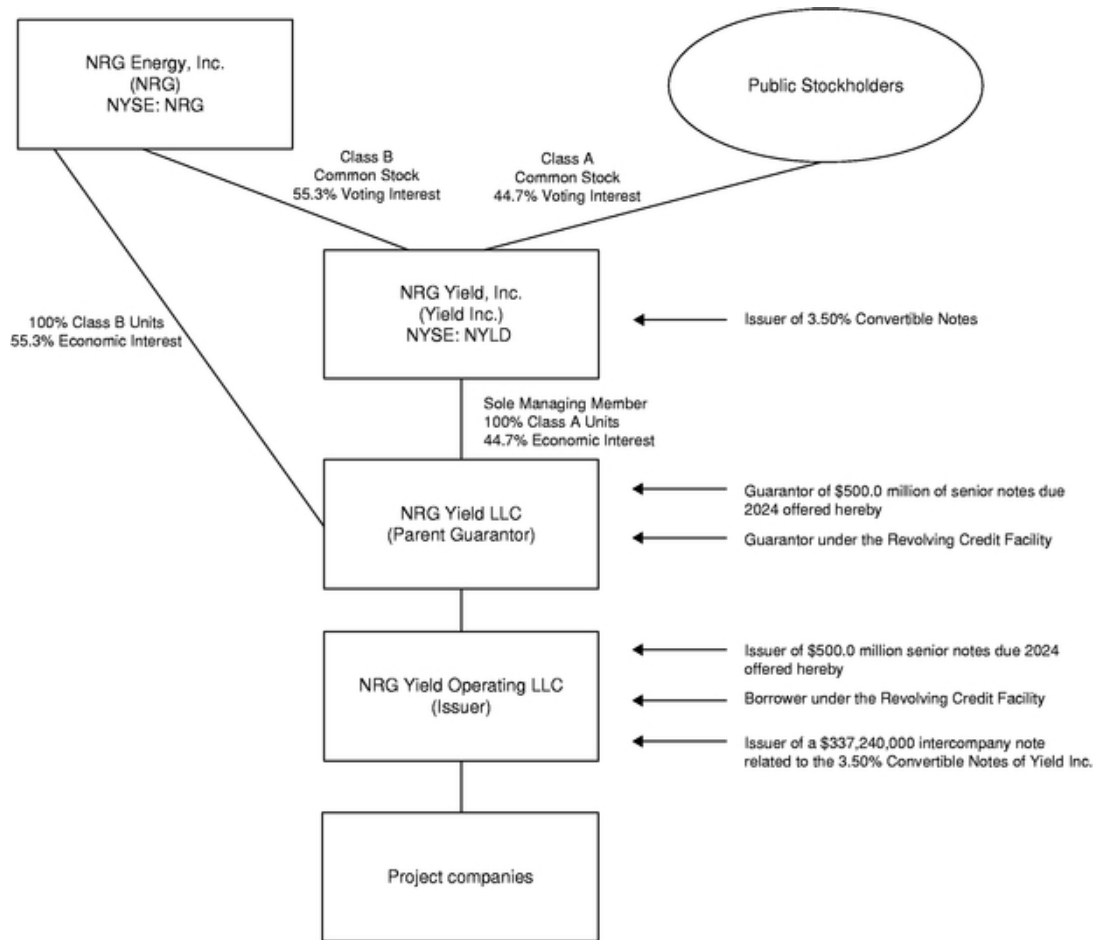 NRG Energy, Inc.
(NRG)
NYSE: NRG
Public Stockholders
Class B
Common Stock
55.3% Voting Interest
Class A
Common Stock
44.7% Voting Interest
NRG Yield, Inc.
(Yield Inc.)
NYSE: NYLD
Issuer of 3.50% Convertible Notes
100% Class B Units
55.3% Economic Interest
Sole Managing Member
100% Class A Units
44.7% Economic Interest
NRG Yield LLC
(Parent Guarantor)
Guarantor of $500.0 million of senior notes due
2024 offered hereby
Guarantor under the Revolving Credit Facility
NRG Yield Operating LLC
(Issuer)
Issuer of $500.0 million senior notes due 2024
offered hereby
Borrower under the Revolving Credit Facility
Issuer of a $337,240,000 intercompany note
related to the 3.50% Convertible Notes of Yield Inc.
Project companies